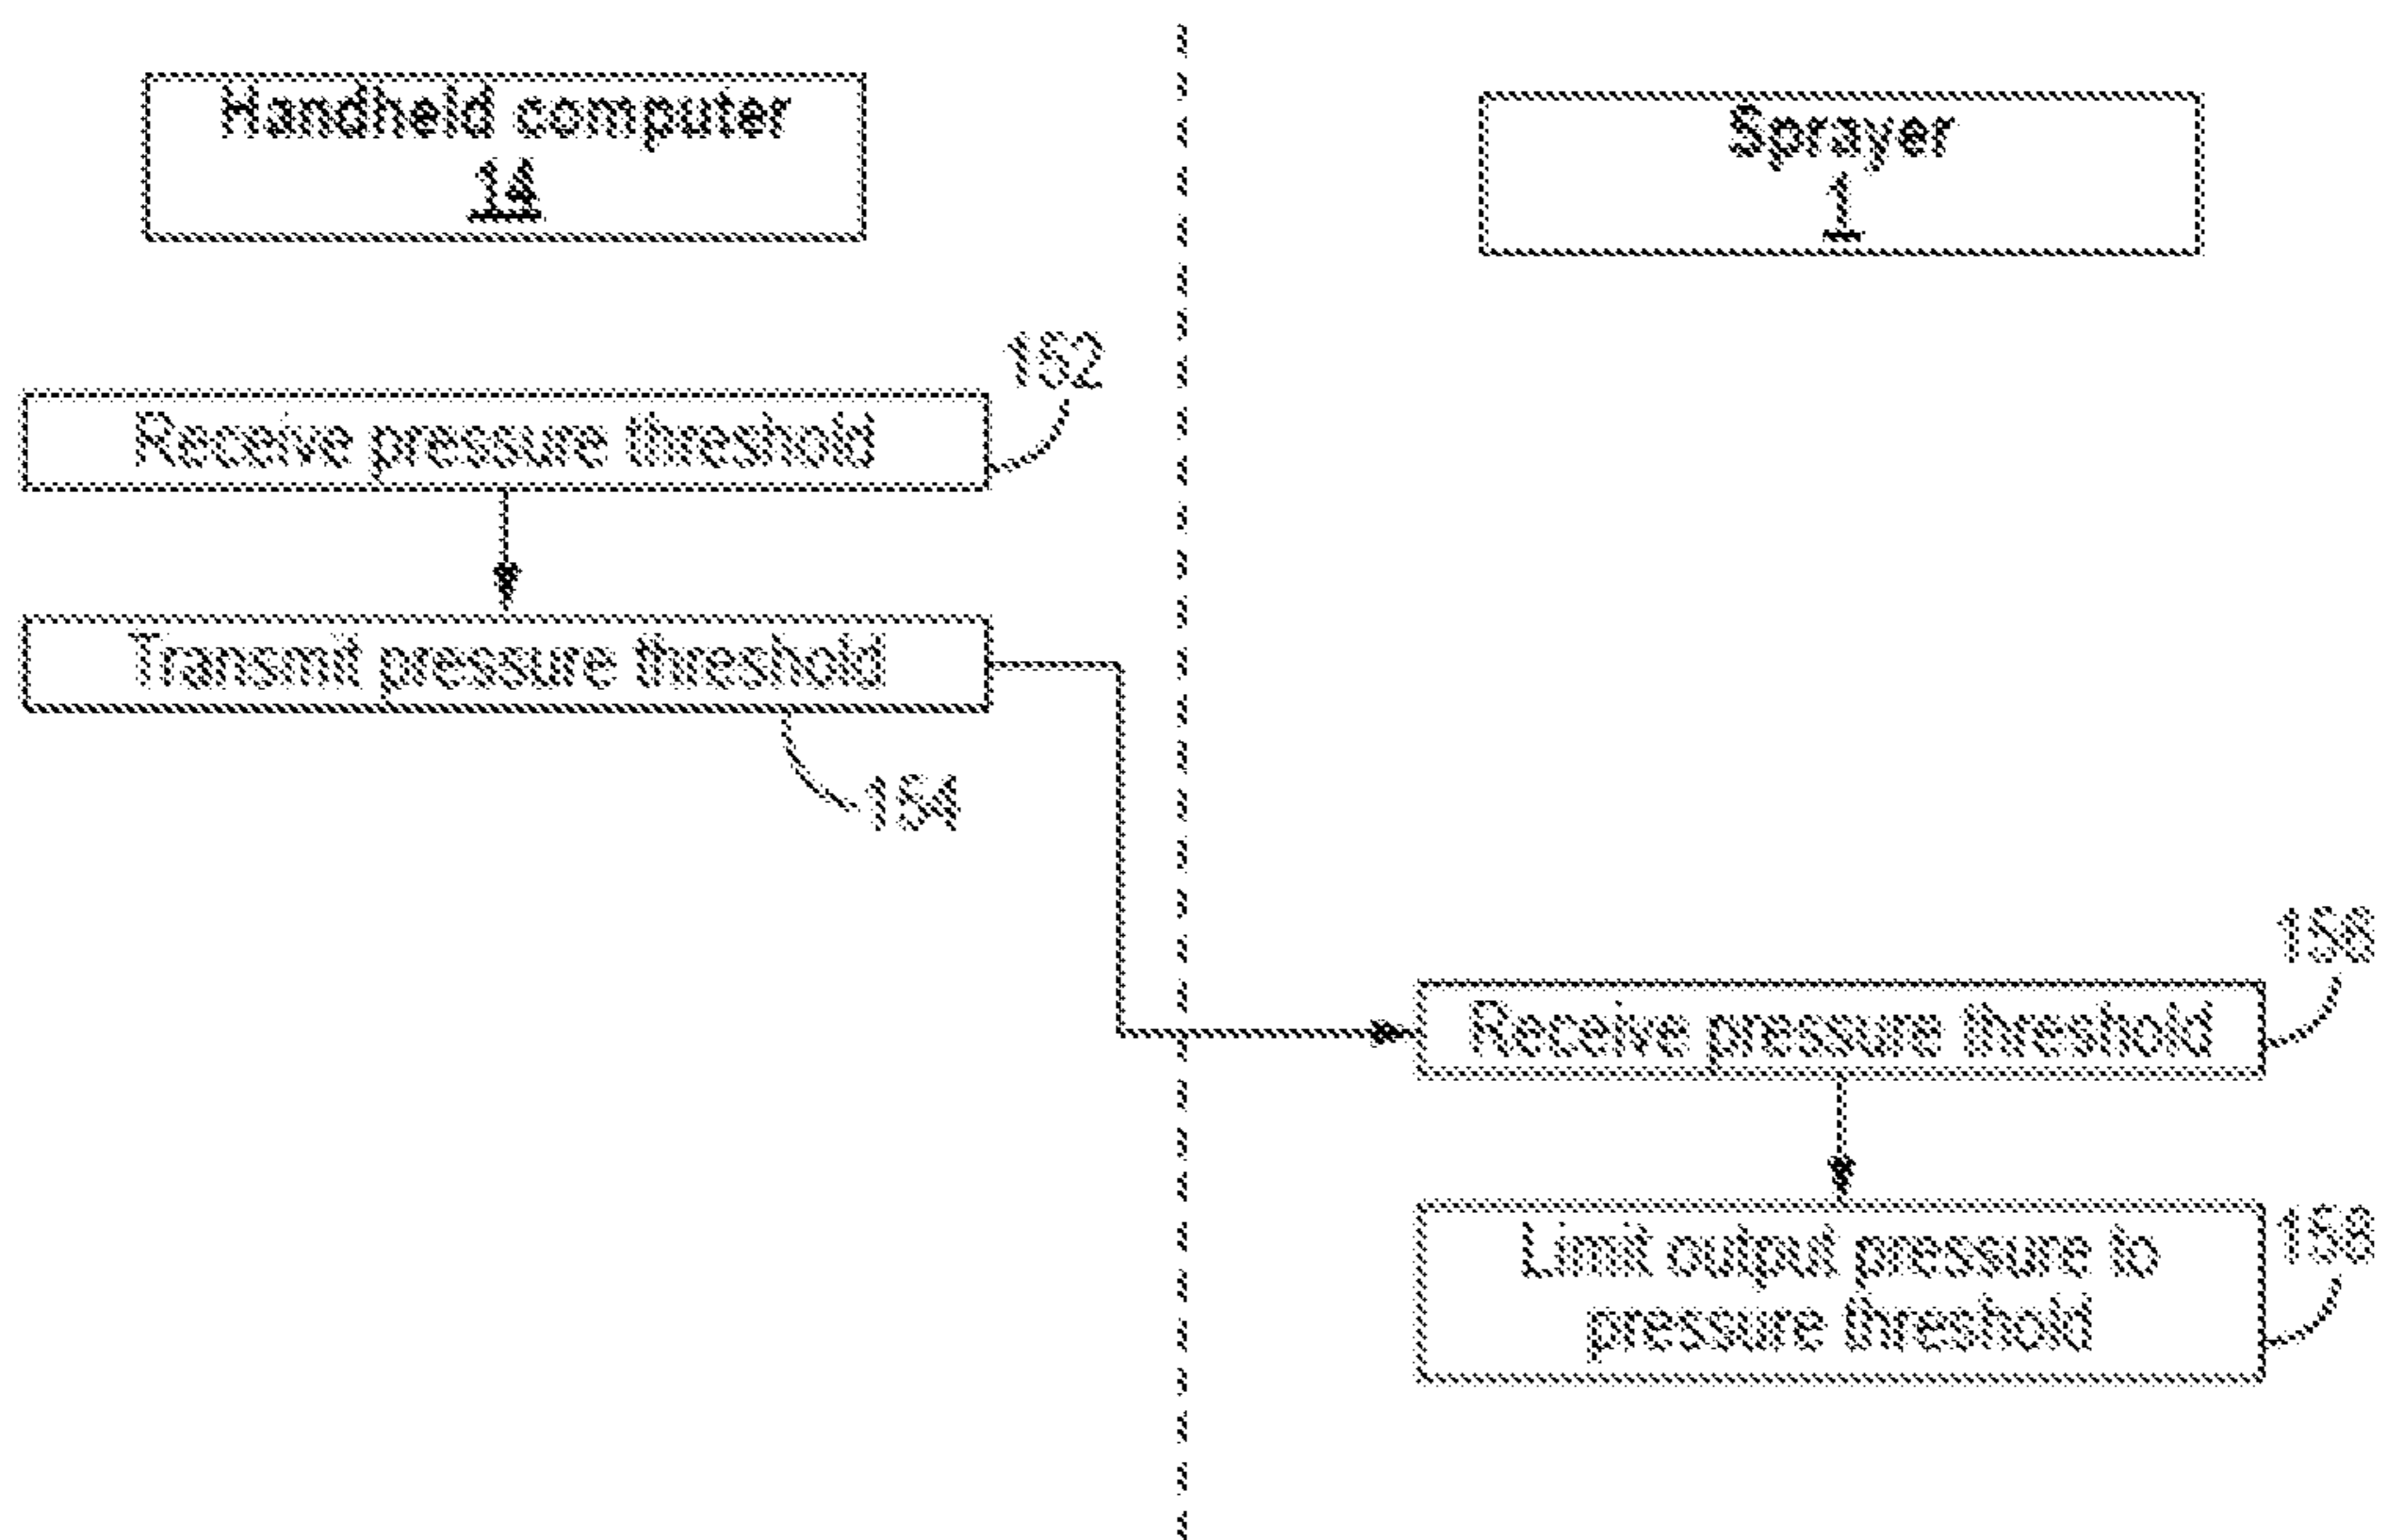 Handheld computer
14
Sprayer
1
152
Receive pressure threshold
Transmit pressure threshold
154
156
Receive pressure threshold
158
Limit output pressure to
pressure threshold